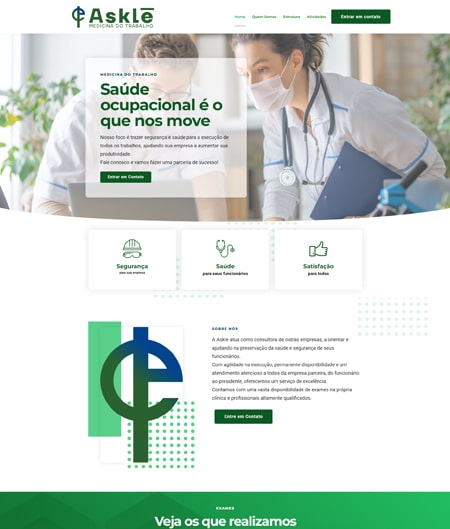 Asklē
MEDICINA DO TRABALHO
Home
Quem Somos
Estrutura
Atividades
Entrar em contato
MEDICINA DO TRABALHO
Saúde
ocupacional é o
que nos move
Nosso foco é trazer segurança e saúde para a execução de
todos os trabalhos, ajudando sua empresa a aumentar sua
produtividade.
Fale conosco e vamos fazer uma parceria de sucesso!
Entrar em Contato
Segurança
para sua empresa
Saúde
para seus funcionários
Satisfação
para todos
SOBRE NÓS
A Askle atua como consultora de outras empresas, a orientar e
ajudando na preservação da saúde e segurança de seus
funcionários.
Com agilidade na execução, permanente disponibilidade e um
atendimento atencioso a todos da empresa parceira, do funcionário
ao presidente, oferecemos um serviço de excelência.
Contamos com uma vasta disponibilidade de exames na própria
clínica e profissionais altamente qualificados.
Entre em Contato
EXAMES
Veja os que realizamos